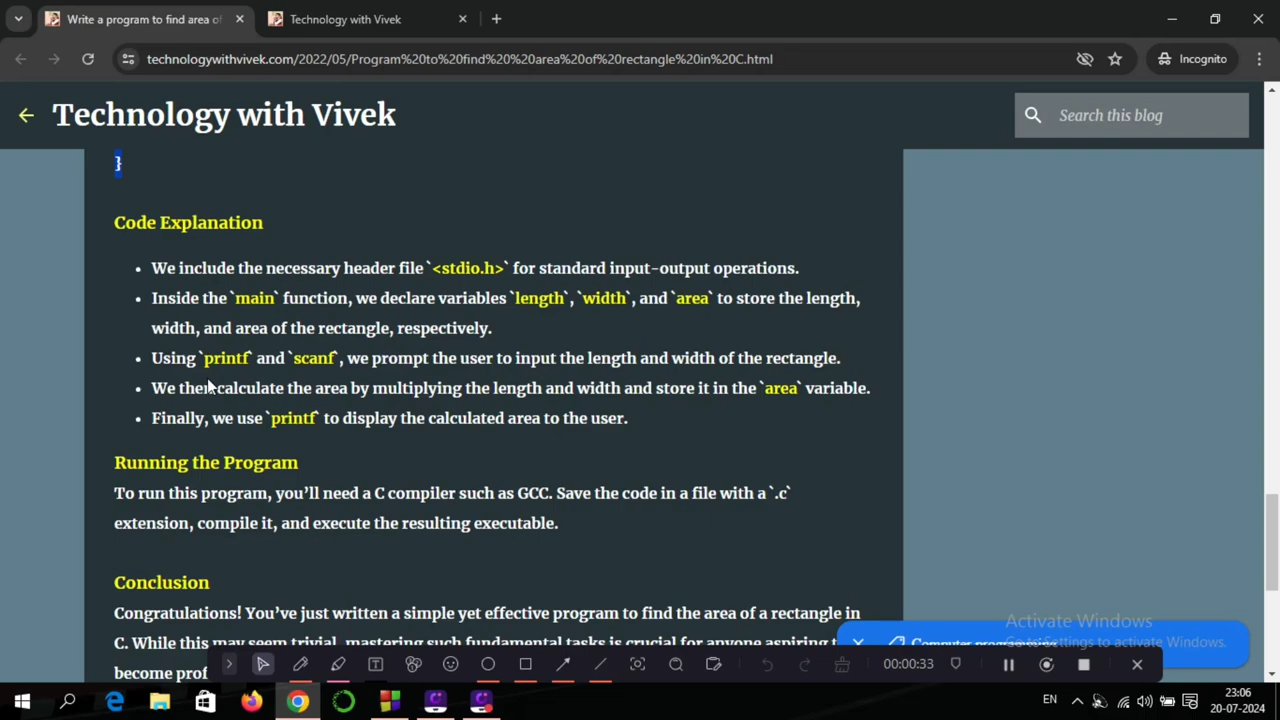 Write a program to find area of
Technology with Vivek
technologywithvivek.com/2022/05/Program%20to%20find%20area%20of%20rectangle%20in%20C.html
Incognito
Technology with Vivek
Search this blog
}
Code Explanation
• We include the necessary header file `<stdio.h>` for standard input-output operations.
• Inside the `main` function, we declare variables `length`, `width`, and `area` to store the length,
width, and area of the rectangle, respectively.
• Using `printf` and `scanf`, we prompt the user to input the length and width of the rectangle.
• We then calculate the area by multiplying the length and width and store it in the `area` variable.
• Finally, we use `printf` to display the calculated area to the user.
Running the Program
To run this program, you’ll need a C compiler such as GCC. Save the code in a file with a `.c`
extension, compile it, and execute the resulting executable.
Conclusion
Congratulations! You’ve just written a simple yet effective program to find the area of a rectangle in
C. While this may seem trivial, mastering such fundamental tasks is crucial for anyone aspiring
become prof
Computer programming
Activate Windows
Go to Settings to activate Windows.
00:00:33
EN
23:06
20-07-2024